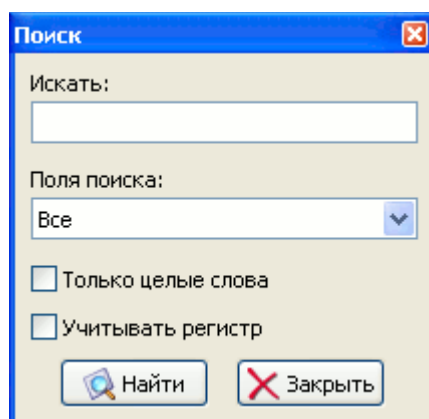 Поиск
Искать:
Поля поиска:
Все
Только целые слова
Учитывать регистр
Найти Закрыть